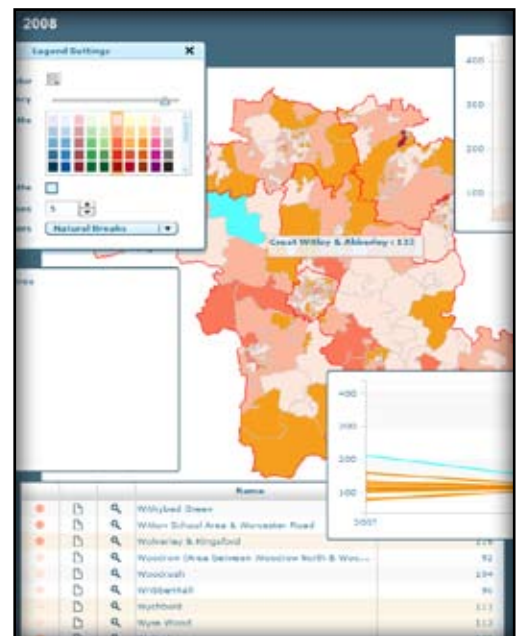 2008
Legend Settings
5
Natural Breaks
400
300
200
100
Great Witley & Abberley : 132
400
300
200
100
2007
Name
Withybed Green
Witton School Area & Worcester Road
Wolverley & Kingsford
Woodrow (Area between Woodrow North & Woo...
92
Woodrush
104
Wribbenhall
96
Wychbold
113
Wyre Wood
113